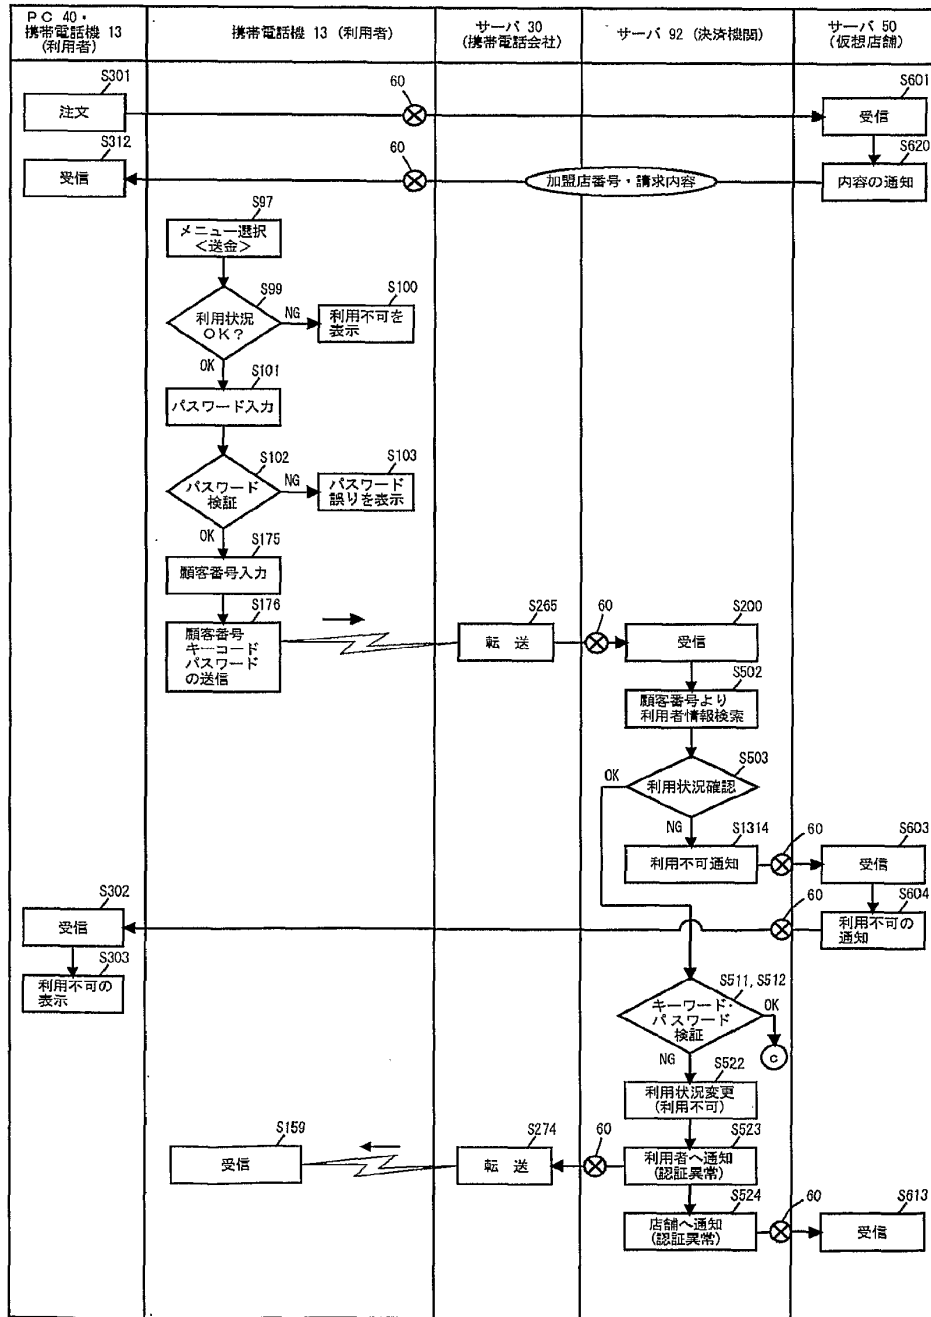 ＰＣ 40・
携帯電話機 13
(利用者)
携帯電話機 13 (利用者)
サーバ 30
(携帯電話会社)
サーバ 92 (決済機関)
サーバ 50
(仮想店舗)
S301
注文
60
S601
受信
S312
受信
60
加盟店番号・請求内容
S620
内容の通知
S97
メニュー選択
＜送金＞
S99
利用状況
ＯＫ？
NG
S100
利用不可を
表示
OK
S101
パスワード入力
S102
パスワード
検証
NG
S103
パスワード
誤りを表示
OK
S175
顧客番号入力
S176
顧客番号
キーコード
パスワード
の送信
S265
転 送
60
S200
受信
S502
顧客番号より
利用者情報検索
S503
OK
利用状況確認
NG
S1314
利用不可通知
60
S603
受信
S302
受信
60
S604
利用不可の
通知
S303
利用不可の
表示
S511, S512
キーワード・
パスワード
検証
OK
c
NG
S522
利用状況変更
(利用不可)
S159
受信
S274
転 送
60
S523
利用者へ通知
(認証異常)
S524
店舗へ通知
(認証異常)
60
S613
受信